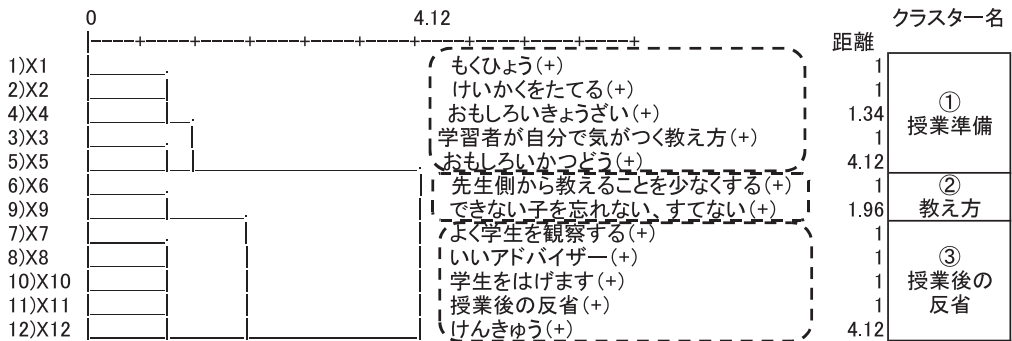 0 4.12 クラスター名
距離
1)X1 もくひょう(+) 1
2)X2 けいかくをたてる(+) 1
4)X4 おもしろいきょうざい(+) 1.34
3)X3 学習者が自分で気がつく教え方(+) 1
5)X5 おもしろいかつどう(+) 4.12
① 授業準備
6)X6 先生側から教えることを少なくする(+) 1
9)X9 できない子を忘れない、すてない(+) 1.96
② 教え方
7)X7 よく学生を観察する(+) 1
8)X8 いいアドバイザー(+) 1
10)X10 学生をはげます(+) 1
11)X11 授業後の反省(+) 1
12)X12 けんきゅう(+) 4.12
③
授業後の
反省